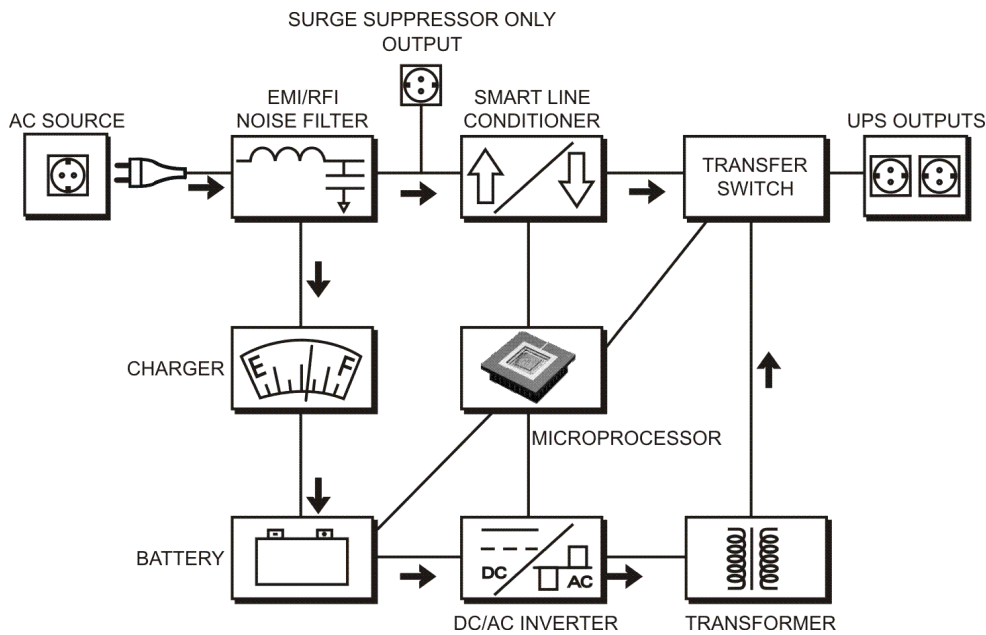 SURGE SUPPRESSOR ONLY
OUTPUT
AC SOURCE
EMI/RFI
NOISE FILTER
SMART LINE
CONDITIONER
UPS OUTPUTS
TRANSFER
SWITCH
CHARGER
E F
MICROPROCESSOR
BATTERY
- +
DC AC
DC/AC INVERTER
TRANSFORMER